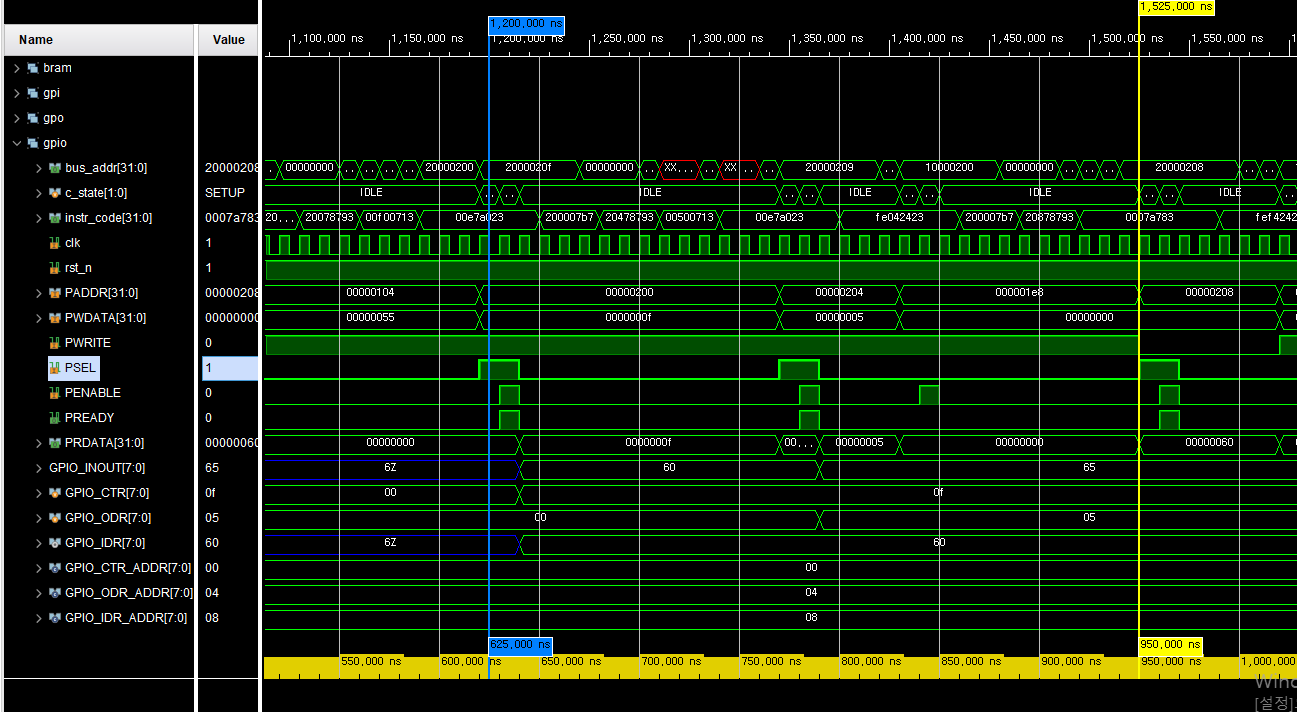 1,525,000 ns
1,200,000 ns
Name Value
1,100,000 ns 1,150,000 ns 1,200,000 ns 1,250,000 ns 1,300,000 ns 1,350,000 ns 1,400,000 ns 1,450,000 ns 1,500,000 ns 1,550,000 ns
bram
gpi
gpo
gpio
bus_addr[31:0] 20000208 00000000 20000200 2000020f 00000000 XX... XX... 20000209 10000200 00000000 20000208
c_state[1:0] SETUP IDLE IDLE IDLE IDLE IDLE
instr_code[31:0] 0007a783 20... 20078793 00f00713 00e7a023 200007b7 20478793 00500713 00e7a023 fe042423 200007b7 20878793 0007a783 fef4242
clk 1
rst_n 1
PADDR[31:0] 00000208 00000104 00000200 00000204 000001e8 00000208
PWDATA[31:0] 00000000 00000055 0000000f 00000005 00000000
PWRITE 0
PSEL 1
PENABLE 0
PREADY 0
PRDATA[31:0] 00000060 00000000 0000000f 00... 00000005 00000000 00000060
GPIO_INOUT[7:0] 65 6Z 60 65
GPIO_CTR[7:0] 0f 00 0f
GPIO_ODR[7:0] 05 00 05
GPIO_IDR[7:0] 60 6Z 60
GPIO_CTR_ADDR[7:0] 00 00
GPIO_ODR_ADDR[7:0] 04 04
GPIO_IDR_ADDR[7:0] 08 08
625,000 ns 950,000 ns
550,000 ns 600,000 ns 650,000 ns 700,000 ns 750,000 ns 800,000 ns 850,000 ns 900,000 ns 950,000 ns 1,000,000
Wind
[설정]